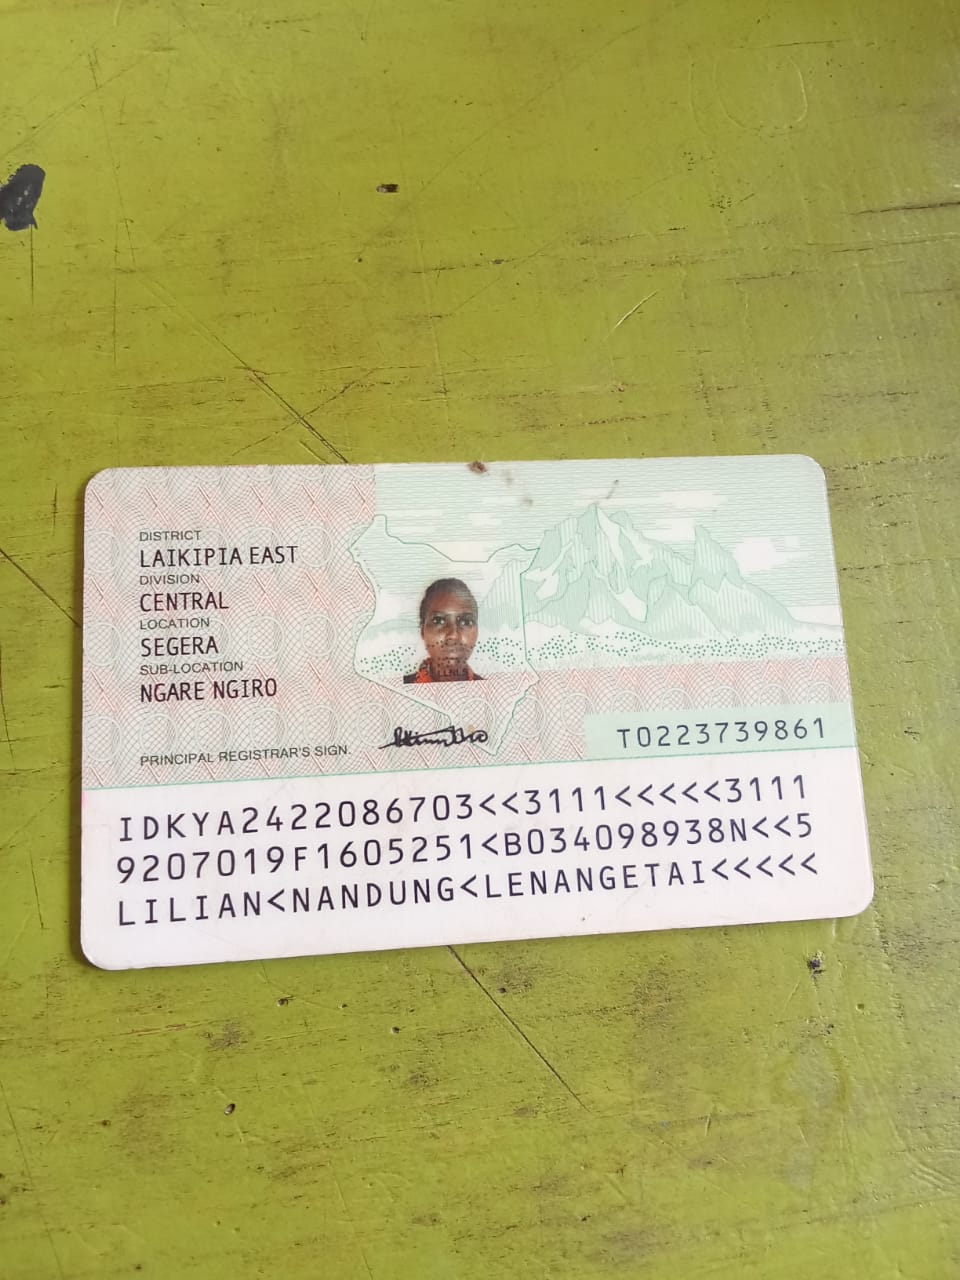 DISTRICT
LAIKIPIA EAST
DIVISION
CENTRAL
LOCATION
SEGERA
SUB-LOCATION
NGARE NGIRO
PRINCIPAL REGISTRAR'S SIGN.
T0223739861
IDKYA2422086703<<3111<<<<<3111
9207019F1605251<B034098938N<<5
LILIAN<NANDUNG<LENANGETAI<<<<<